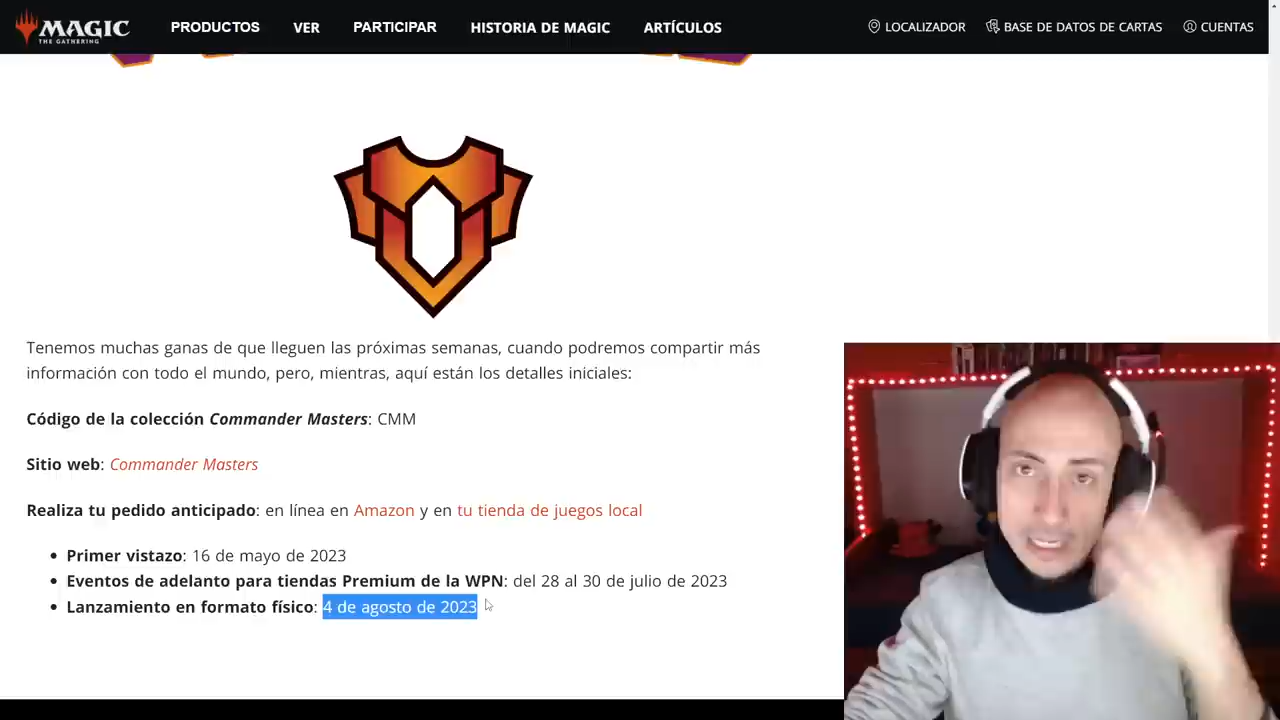 MAGIC
THE GATHERING
PRODUCTOS
VER
PARTICIPAR
HISTORIA DE MAGIC
ARTÍCULOS
LOCALIZADOR
BASE DE DATOS DE CARTAS
CUENTAS
Tenemos muchas ganas de que lleguen las próximas semanas, cuando podremos compartir más
información con todo el mundo, pero, mientras, aquí están los detalles iniciales:
Código de la colección Commander Masters: CMM
Sitio web: Commander Masters
Realiza tu pedido anticipado: en línea en Amazon y en tu tienda de juegos local
• Primer vistazo: 16 de mayo de 2023
• Eventos de adelanto para tiendas Premium de la WPN: del 28 al 30 de julio de 2023
• Lanzamiento en formato físico: 4 de agosto de 2023